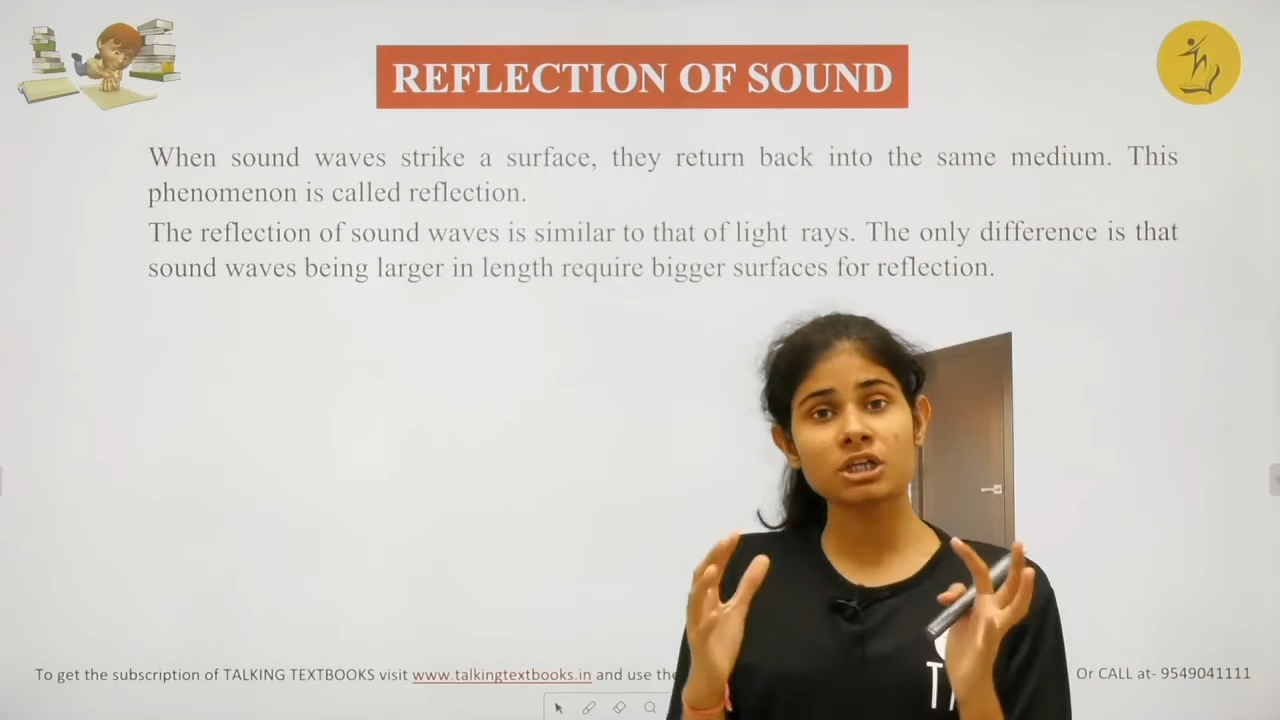 REFLECTION OF SOUND
When sound waves strike a surface, they return back into the same medium. This
phenomenon is called reflection.
The reflection of sound waves is similar to that of light rays. The only difference is that
sound waves being larger in length require bigger surfaces for reflection.
To get the subscription of TALKING TEXTBOOKS visit www.talkingtextbooks.in and use the Or CALL at- 9549041111